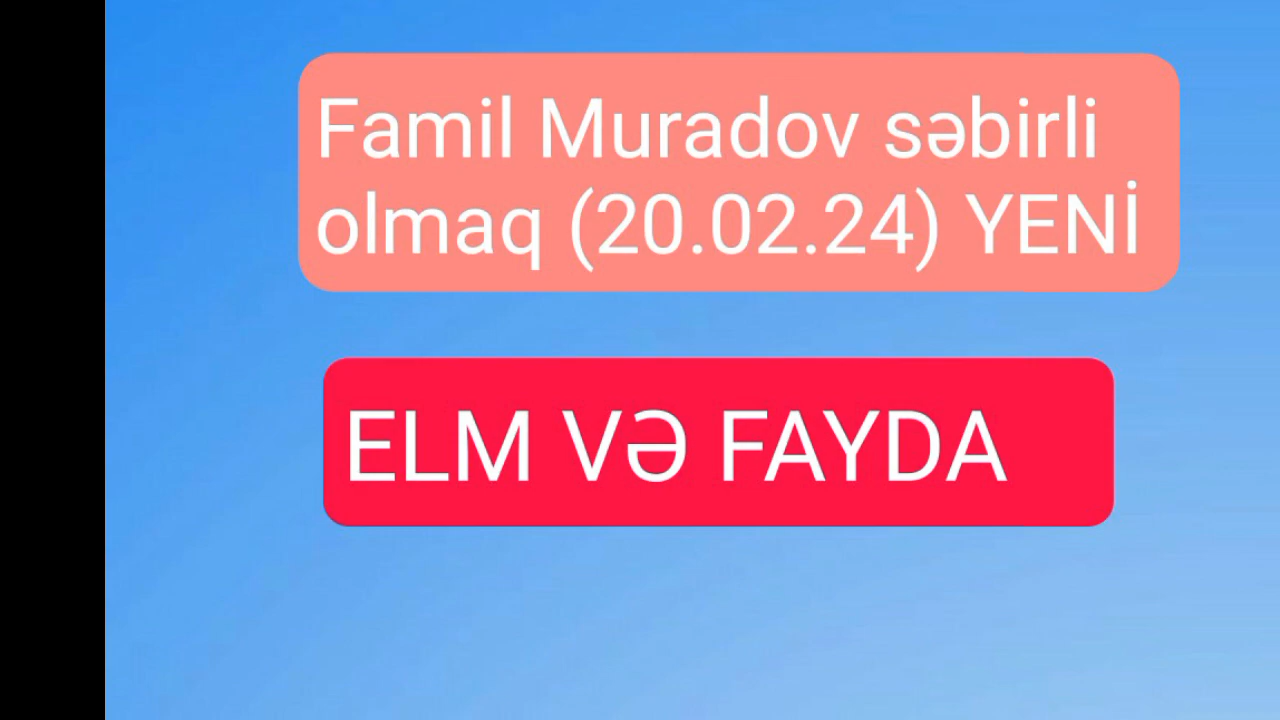 Famil Muradov səbirli
olmaq (20.02.24) YENİ
ELM VƏ FAYDA